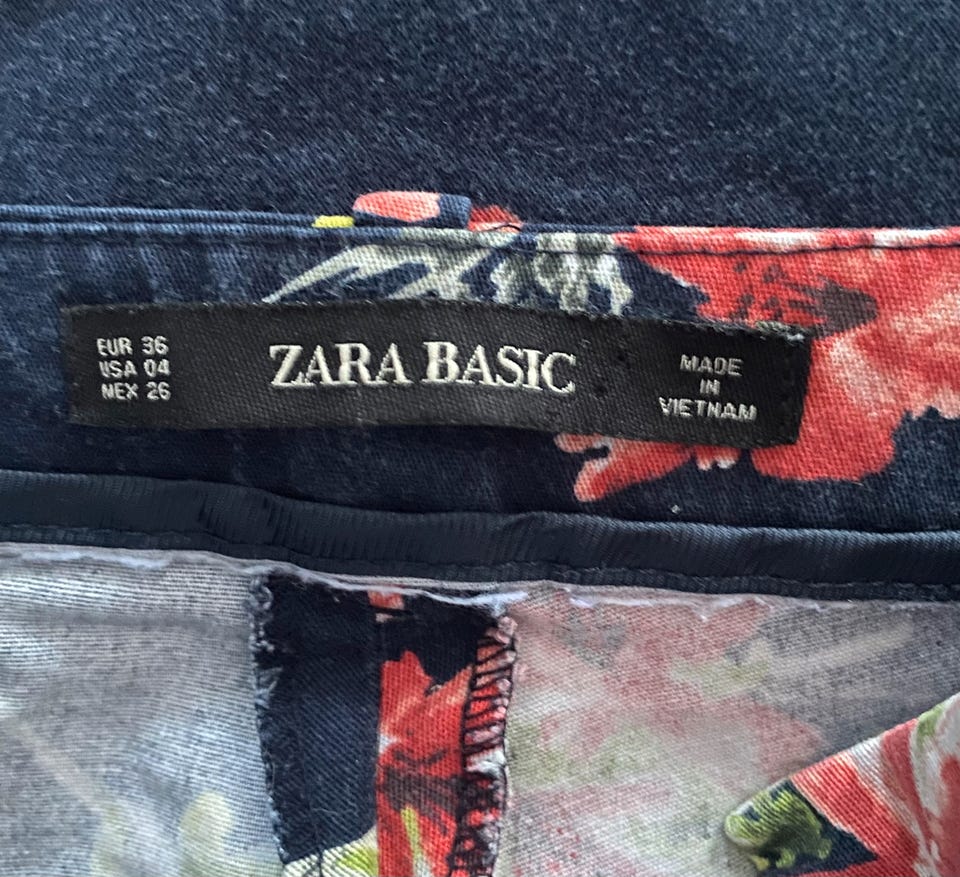 EUR 36
USA 04
MEX 26
ZARA BASIC
MADE
IN
VIETNAM